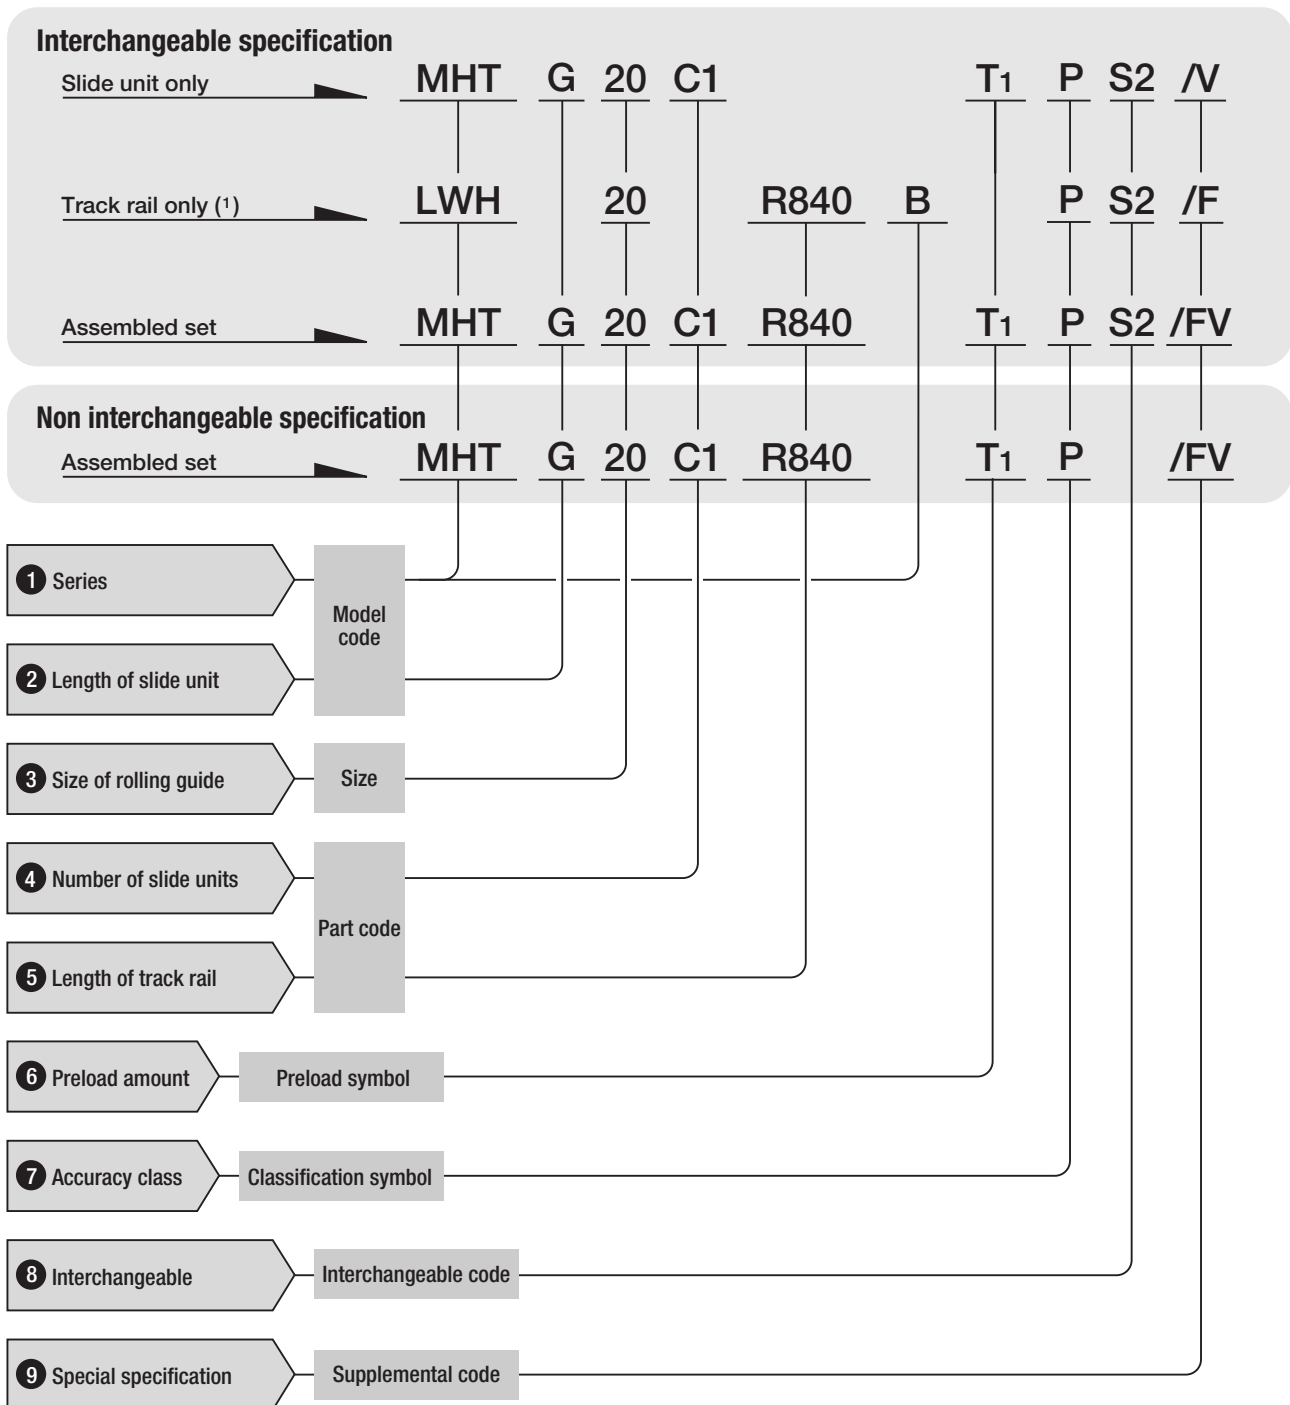 Interchangeable specification
Slide unit only MHT G 20 C1 T1 P S2 /V
Track rail only (1) LWH 20 R840 B P S2 /F
Assembled set MHT G 20 C1 R840 T1 P S2 /FV
Non interchangeable specification
Assembled set MHT G 20 C1 R840 T1 P /FV
1 Series
Model
code
2 Length of slide unit
3 Size of rolling guide Size
4 Number of slide units
Part code
5 Length of track rail
6 Preload amount Preload symbol
7 Accuracy class Classification symbol
8 Interchangeable Interchangeable code
9 Special specification Supplemental code